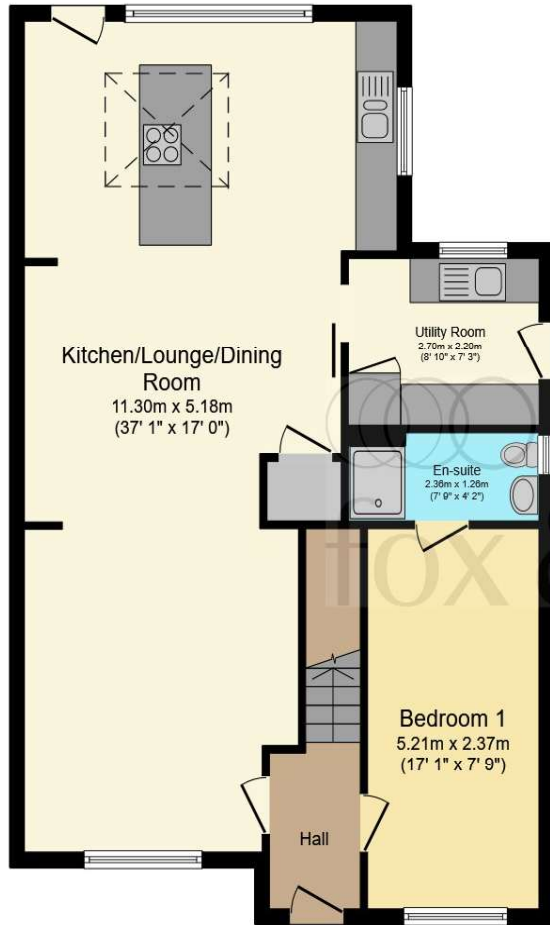 Kitchen/Lounge/Dining
Room
11.30m x 5.18m
(37' 1" x 17' 0")
Utility Room
2.70m x 2.20m
(8' 10" x 7' 3")
En-suite
2.36m x 1.26m
(7' 9" x 4' 2")
fox
Bedroom 1
5.21m x 2.37m
(17' 1" x 7' 9")
Hall